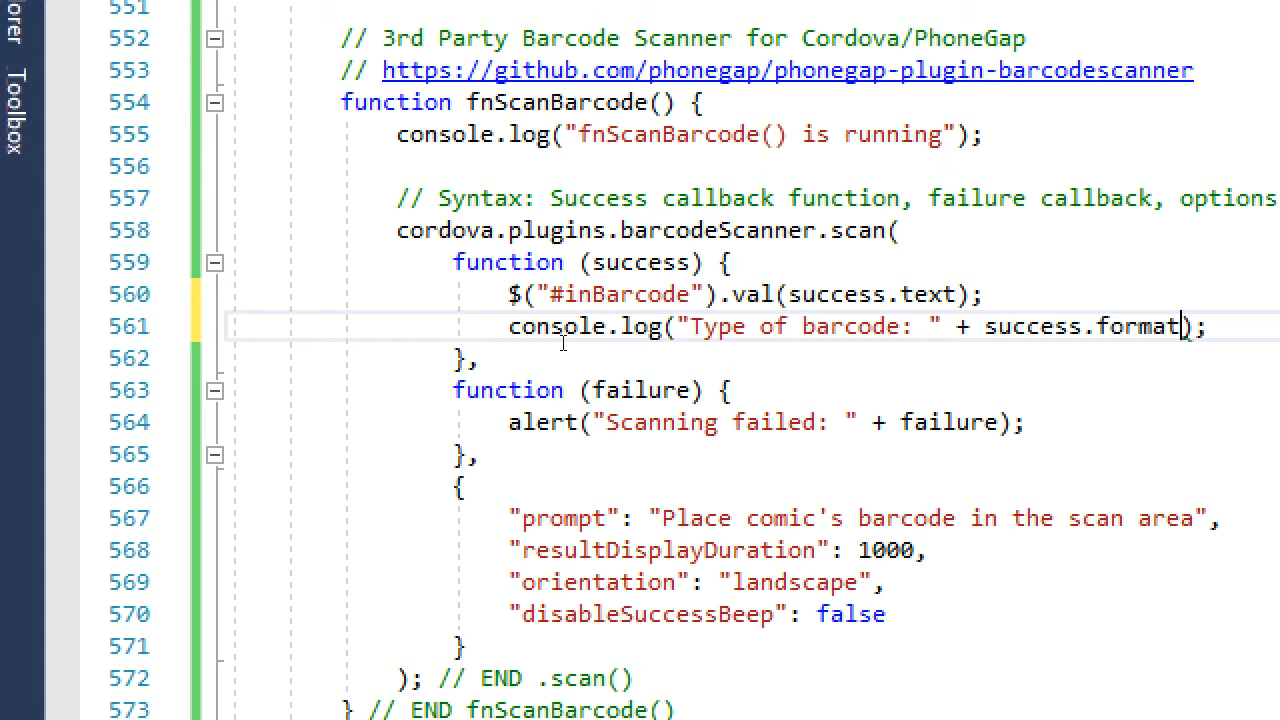 orer
Toolbox
551
552 // 3rd Party Barcode Scanner for Cordova/PhoneGap
553 // https://github.com/phonegap/phonegap-plugin-barcodescanner
554 function fnScanBarcode() {
555 console.log("fnScanBarcode() is running");
556
557 // Syntax: Success callback function, failure callback, options
558 cordova.plugins.barcodeScanner.scan(
559 function (success) {
560 $("#inBarcode").val(success.text);
561 console.log("Type of barcode: " + success.format);
562 },
563 function (failure) {
564 alert("Scanning failed: " + failure);
565 },
566 {
567 "prompt": "Place comic's barcode in the scan area",
568 "resultDisplayDuration": 1000,
569 "orientation": "landscape",
570 "disableSuccessBeep": false
571 }
572 ); // END .scan()
573 } // END fnScanBarcode()